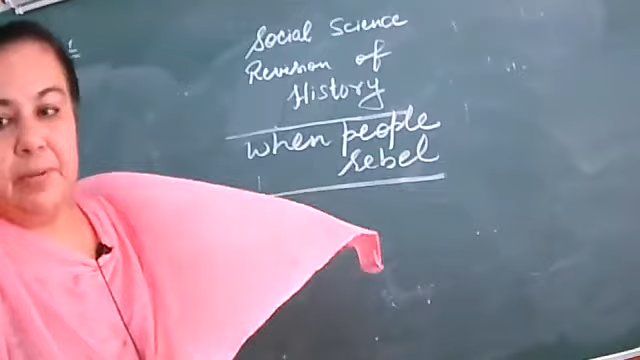 Social Science
Revision of
History
when people
rebel